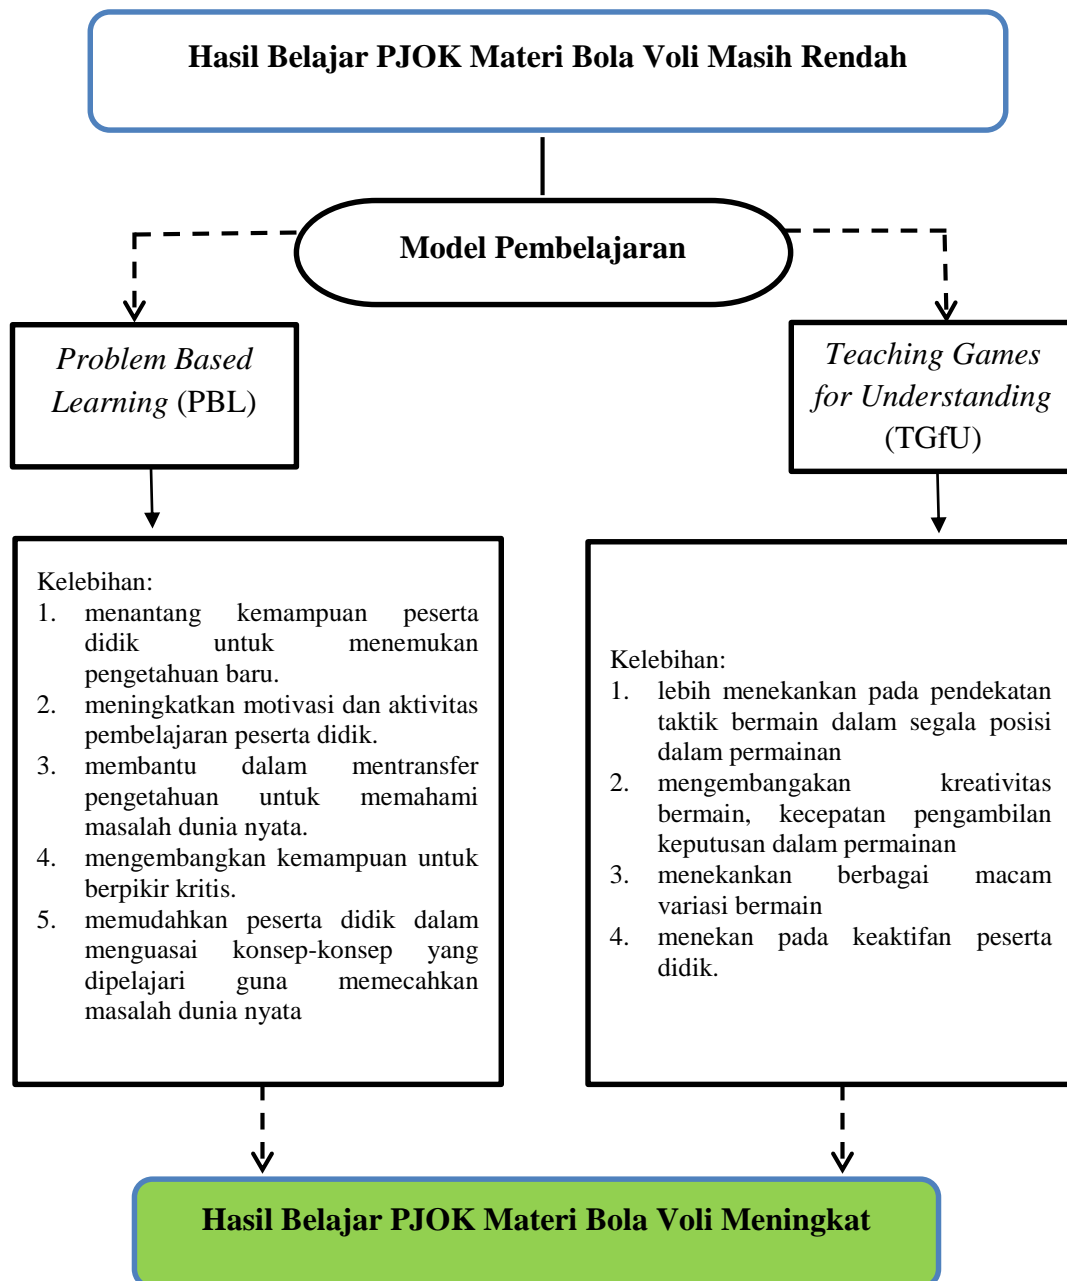 Hasil Belajar PJOK Materi Bola Voli Masih Rendah
Model Pembelajaran
Problem Based
Learning (PBL)
Teaching Games
for Understanding
(TGfU)
Kelebihan:
1. menantang kemampuan peserta
didik untuk menemukan
pengetahuan baru.
2. meningkatkan motivasi dan aktivitas
pembelajaran peserta didik.
3. membantu dalam mentransfer
pengetahuan untuk memahami
masalah dunia nyata.
4. mengembangkan kemampuan untuk
berpikir kritis.
5. memudahkan peserta didik dalam
menguasai konsep-konsep yang
dipelajari guna memecahkan
masalah dunia nyata
Kelebihan:
1. lebih menekankan pada pendekatan
taktik bermain dalam segala posisi
dalam permainan
2. mengembangakan kreativitas
bermain, kecepatan pengambilan
keputusan dalam permainan
3. menekankan berbagai macam
variasi bermain
4. menekan pada keaktifan peserta
didik.
Hasil Belajar PJOK Materi Bola Voli Meningkat